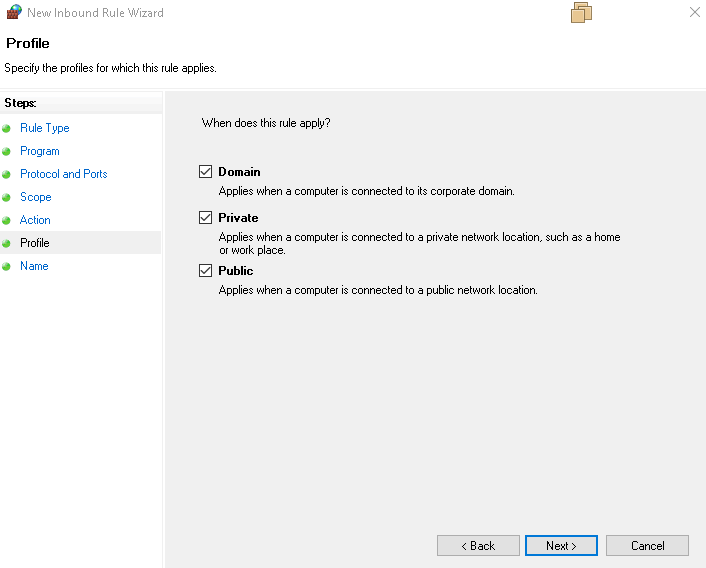 New Inbound Rule Wizard
Profile
Specify the profiles for which this rule applies.
Steps:
Rule Type
Program
Protocol and Ports
Scope
Action
Profile
Name
When does this rule apply?
Domain
Applies when a computer is connected to its corporate domain.
Private
Applies when a computer is connected to a private network location, such as a home
or work place.
Public
Applies when a computer is connected to a public network location.
< Back
Next >
Cancel